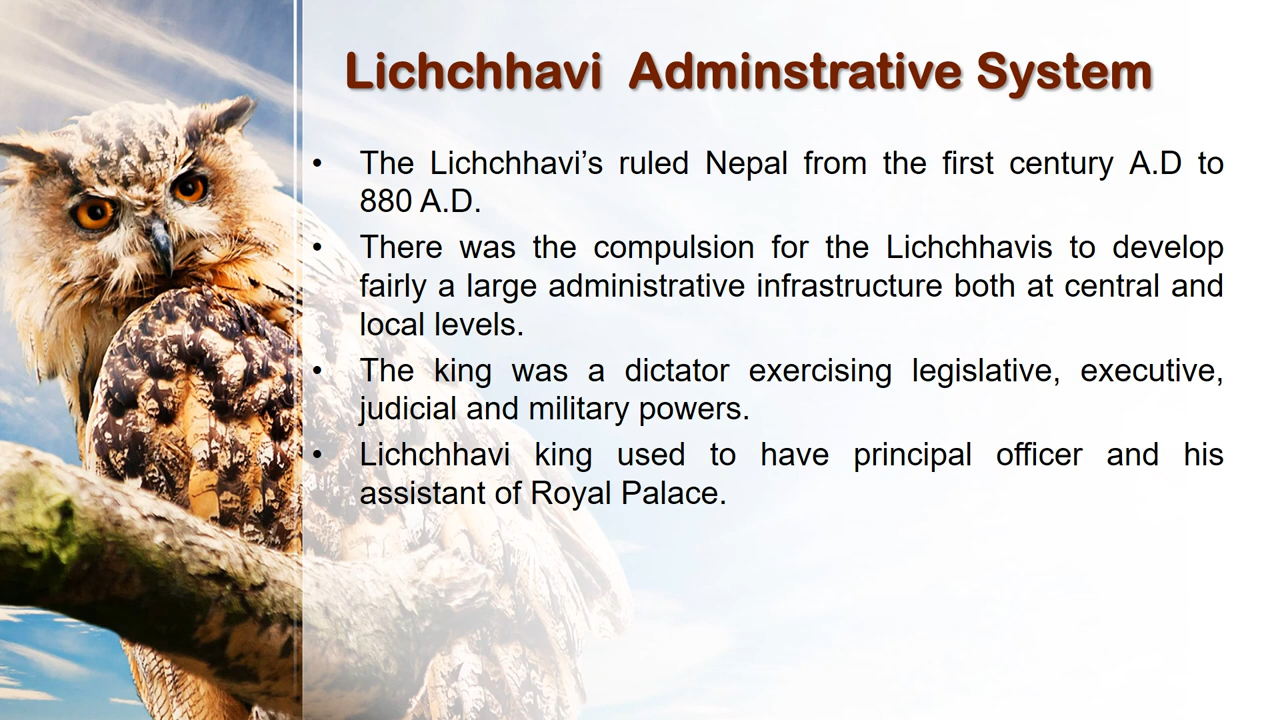 Lichchhavi Adminstrative System
• The Lichchhavi’s ruled Nepal from the first century A.D to
880 A.D.
• There was the compulsion for the Lichchhavis to develop
fairly a large administrative infrastructure both at central and
local levels.
• The king was a dictator exercising legislative, executive,
judicial and military powers.
• Lichchhavi king used to have principal officer and his
assistant of Royal Palace.